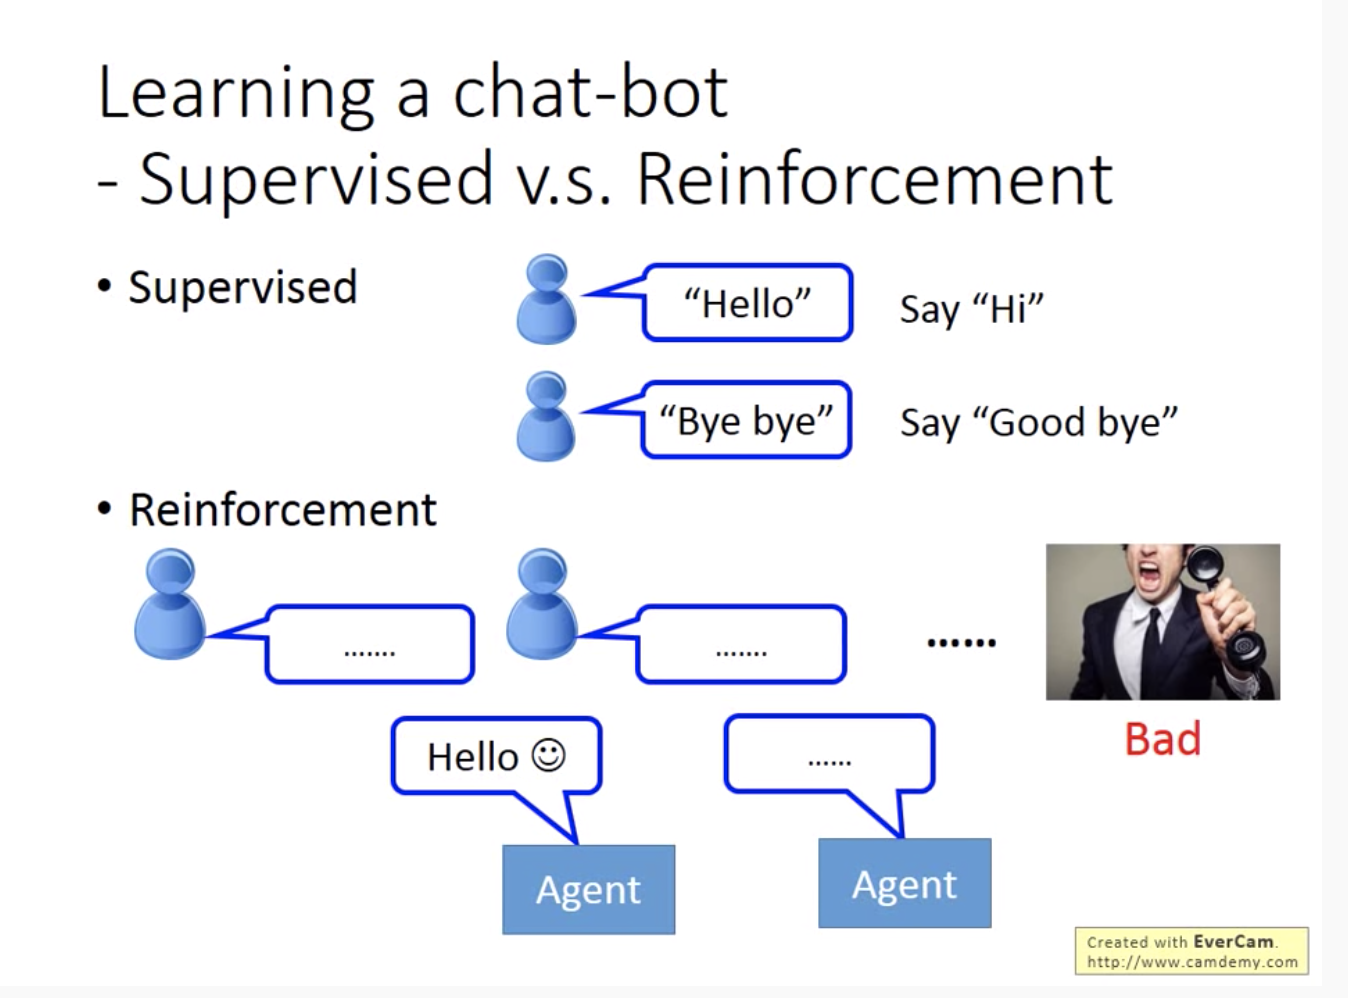 Learning a chat-bot
- Supervised v.s. Reinforcement
• Supervised
“Hello”
Say “Hi”
“Bye bye”
Say “Good bye”
• Reinforcement
.......
.......
......
Bad
Hello ☺
......
Agent
Agent
Created with EverCam.
http://www.camdemy.com